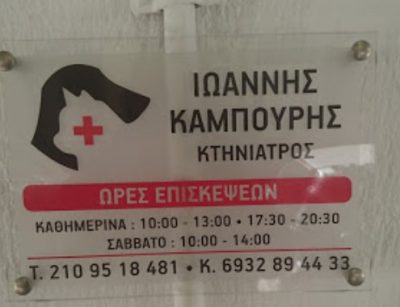 ΙΩΑΝΝΗΣ
ΚΑΜΠΟΥΡΗΣ
ΚΤΗΝΙΑΤΡΟΣ
ΩΡΕΣ ΕΠΙΣΚΕΨΕΩΝ
ΚΑΘΗΜΕΡΙΝΑ : 10:00 - 13:00 • 17:30 - 20:30
ΣΑΒΒΑΤΟ : 10:00 - 14:00
Τ. 210 95 18 481 • Κ. 6932 89 44 33